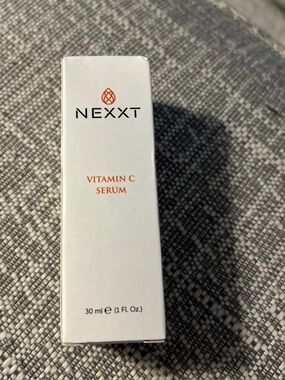 NEXXT
VITAMIN C
SERUM
30 ml ℮ (1 Fl. Oz.)